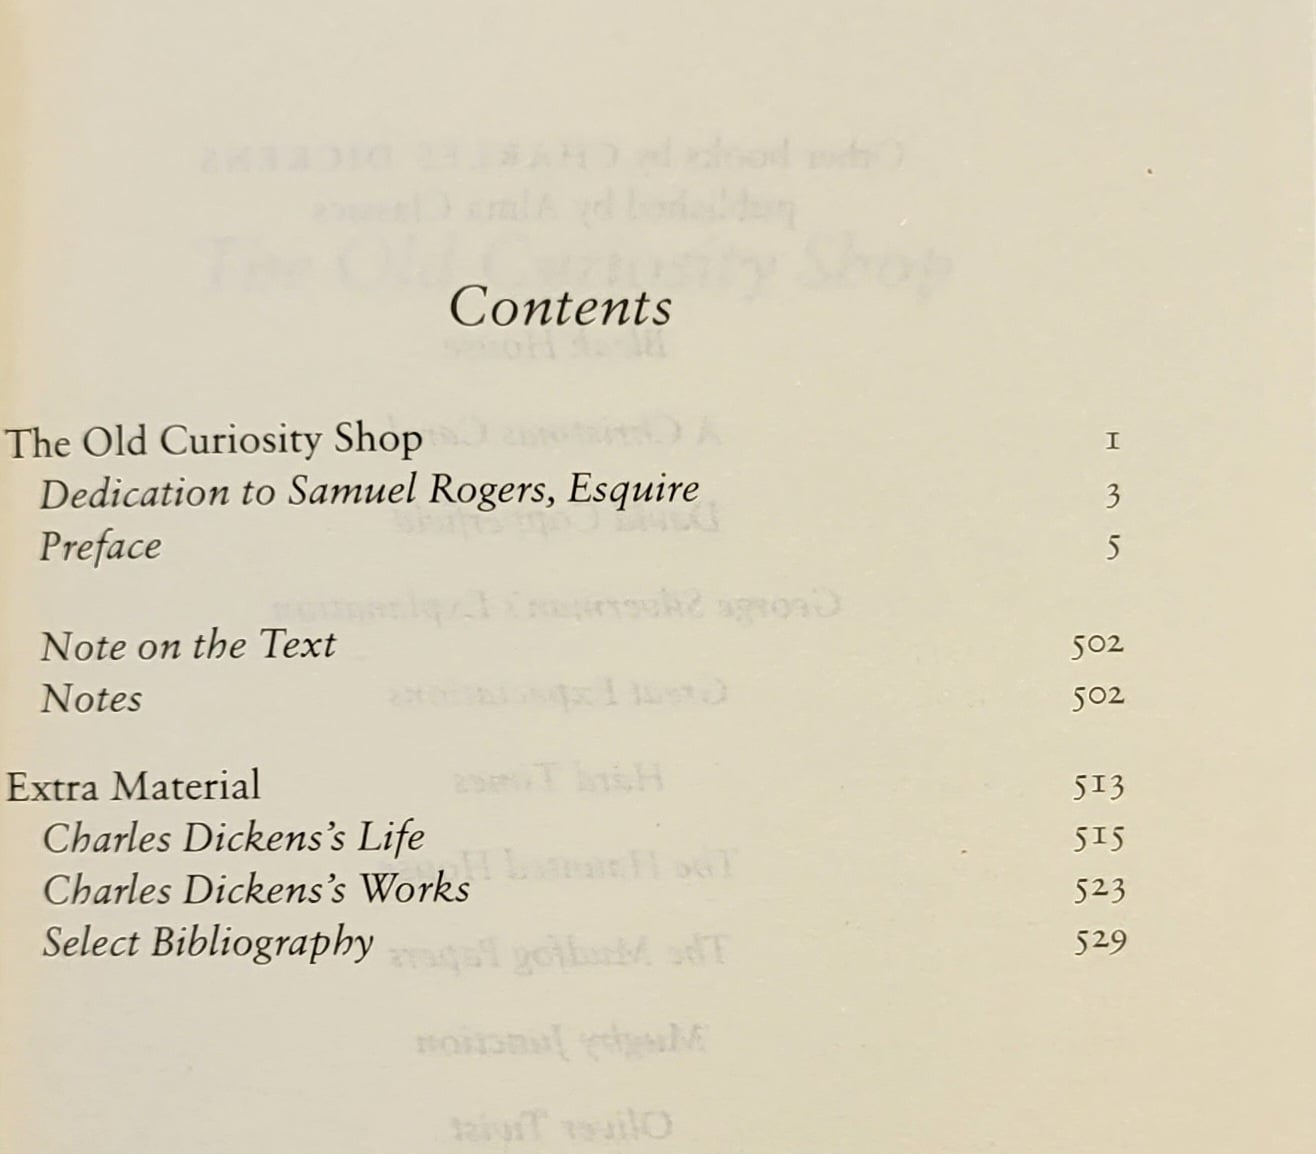 Contents
The Old Curiosity Shop 1
Dedication to Samuel Rogers, Esquire 3
Preface 5
Note on the Text 502
Notes 502
Extra Material 513
Charles Dickens's Life 515
Charles Dickens's Works 523
Select Bibliography 529